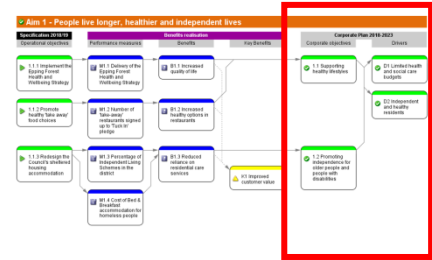 Aim 1 - People live longer, healthier and independent lives
Specification 2018/19
Benefits realisation
Corporate Plan 2018-2023
Operational objectives
Performance measures
Benefits
Key Benefits
Corporate objectives
Drivers
1.1.1 Implement the
Epping Forest
Health and
Wellbeing Strategy
M1.1 Delivery of the
Epping Forest
Health and
Wellbeing Strategy
B1.1 Increased
quality of life
1.1 Supporting
healthy lifestyles
D1 Limited health
and social care
budgets
1.1.2 Promote
healthy 'take away'
food choices
M1.2 Number of
'take-away'
restaurants signed
up to 'Tuck in'
pledge
B1.2 Increased
healthy options in
restaurants
D2 Independent
and healthy
residents
1.1.3 Redesign the
Council's sheltered
housing
accommodation
M1.3 Percentage of
Independent Living
Schemes in the
district
B1.3 Reduced
reliance on
residential care
services
K1 Improved
customer value
1.2 Promoting
independence for
older people and
people with
disabilities
M1.4 Cost of Bed &
Breakfast
accommodation for
homeless people